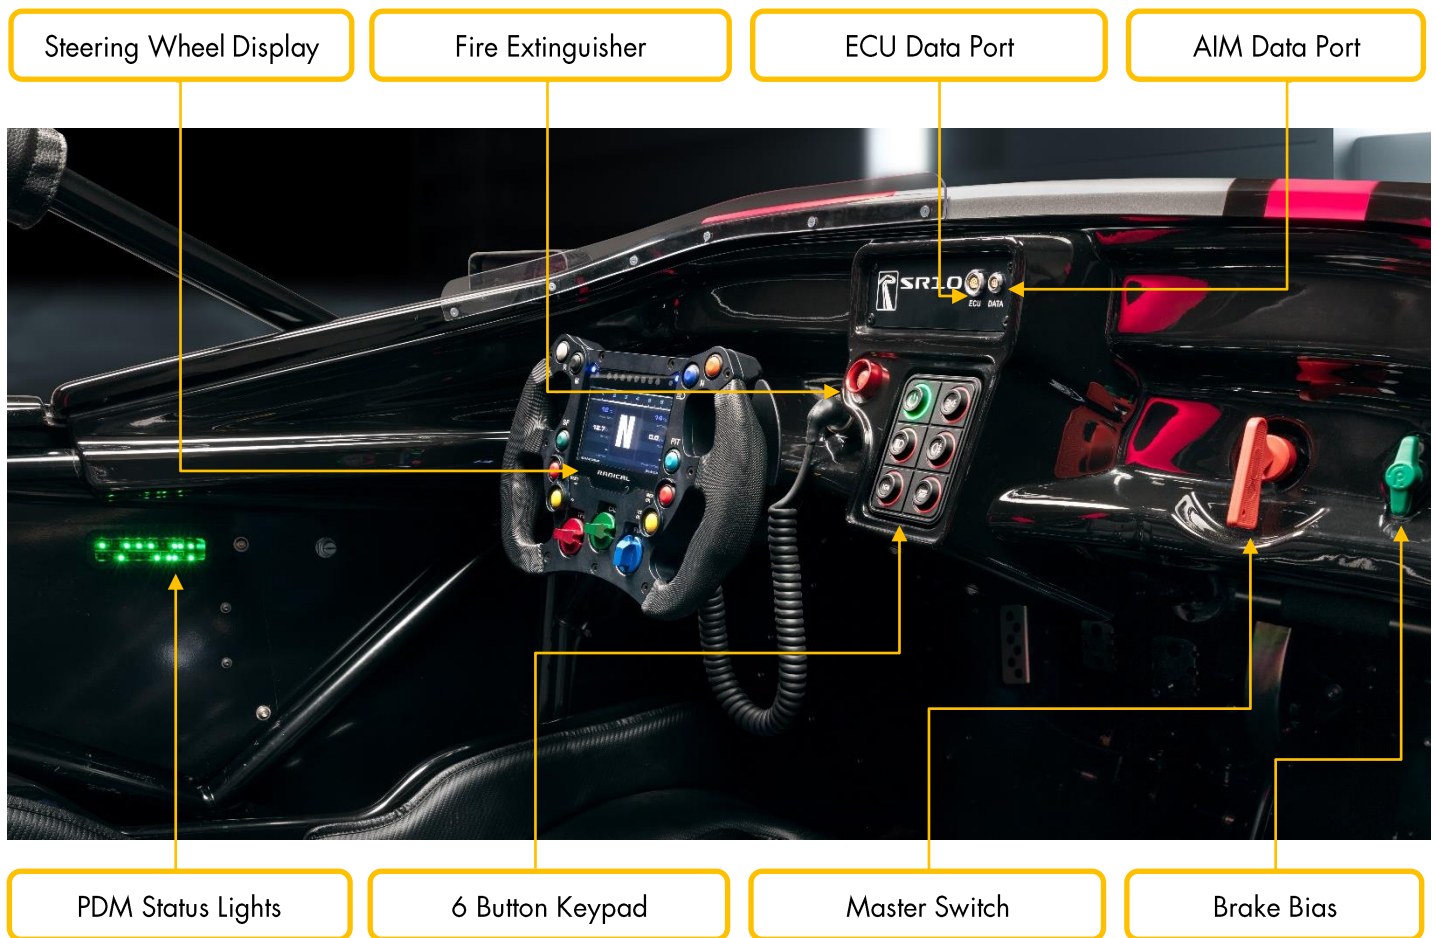 Steering Wheel Display
Fire Extinguisher
ECU Data Port
AIM Data Port
SR10
ECU DATA
N
PIT
RADICAL
PDM Status Lights
6 Button Keypad
Master Switch
Brake Bias